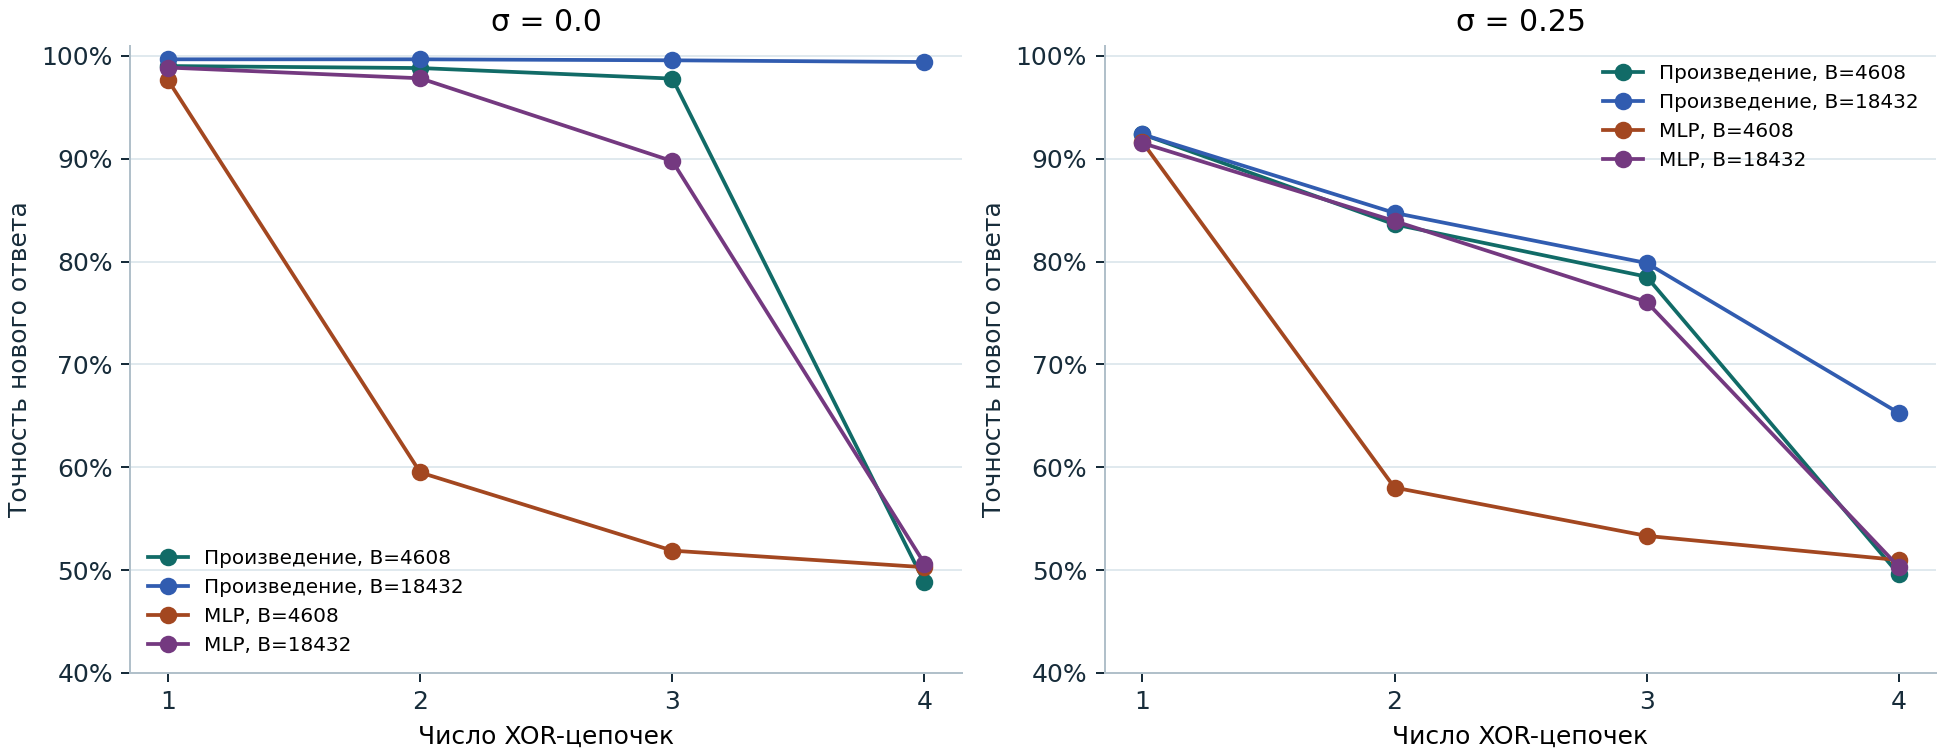 σ = 0.0
100%
90%
80%
70%
60%
50%
40%
Точность нового ответа
Произведение, B=4608
Произведение, B=18432
MLP, B=4608
MLP, B=18432
1 2 3 4
Число XOR-цепочек
σ = 0.25
100%
90%
80%
70%
60%
50%
40%
Точность нового ответа
Произведение, B=4608
Произведение, B=18432
MLP, B=4608
MLP, B=18432
1 2 3 4
Число XOR-цепочек